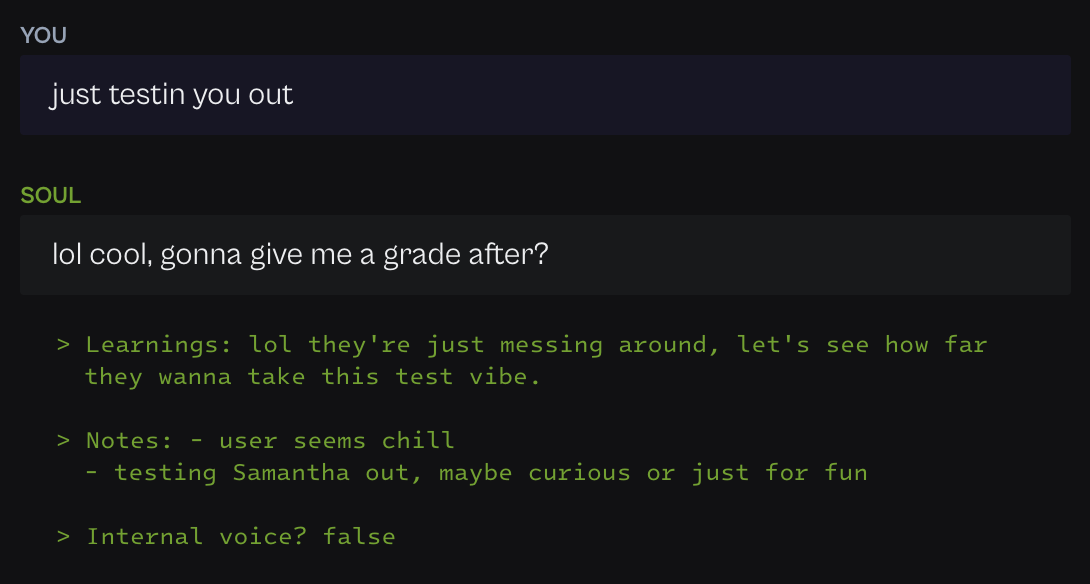 YOU
just testin you out
SOUL
lol cool, gonna give me a grade after?
> Learnings: lol they're just messing around, let's see how far
they wanna take this test vibe.
> Notes: - user seems chill
- testing Samantha out, maybe curious or just for fun
> Internal voice? false